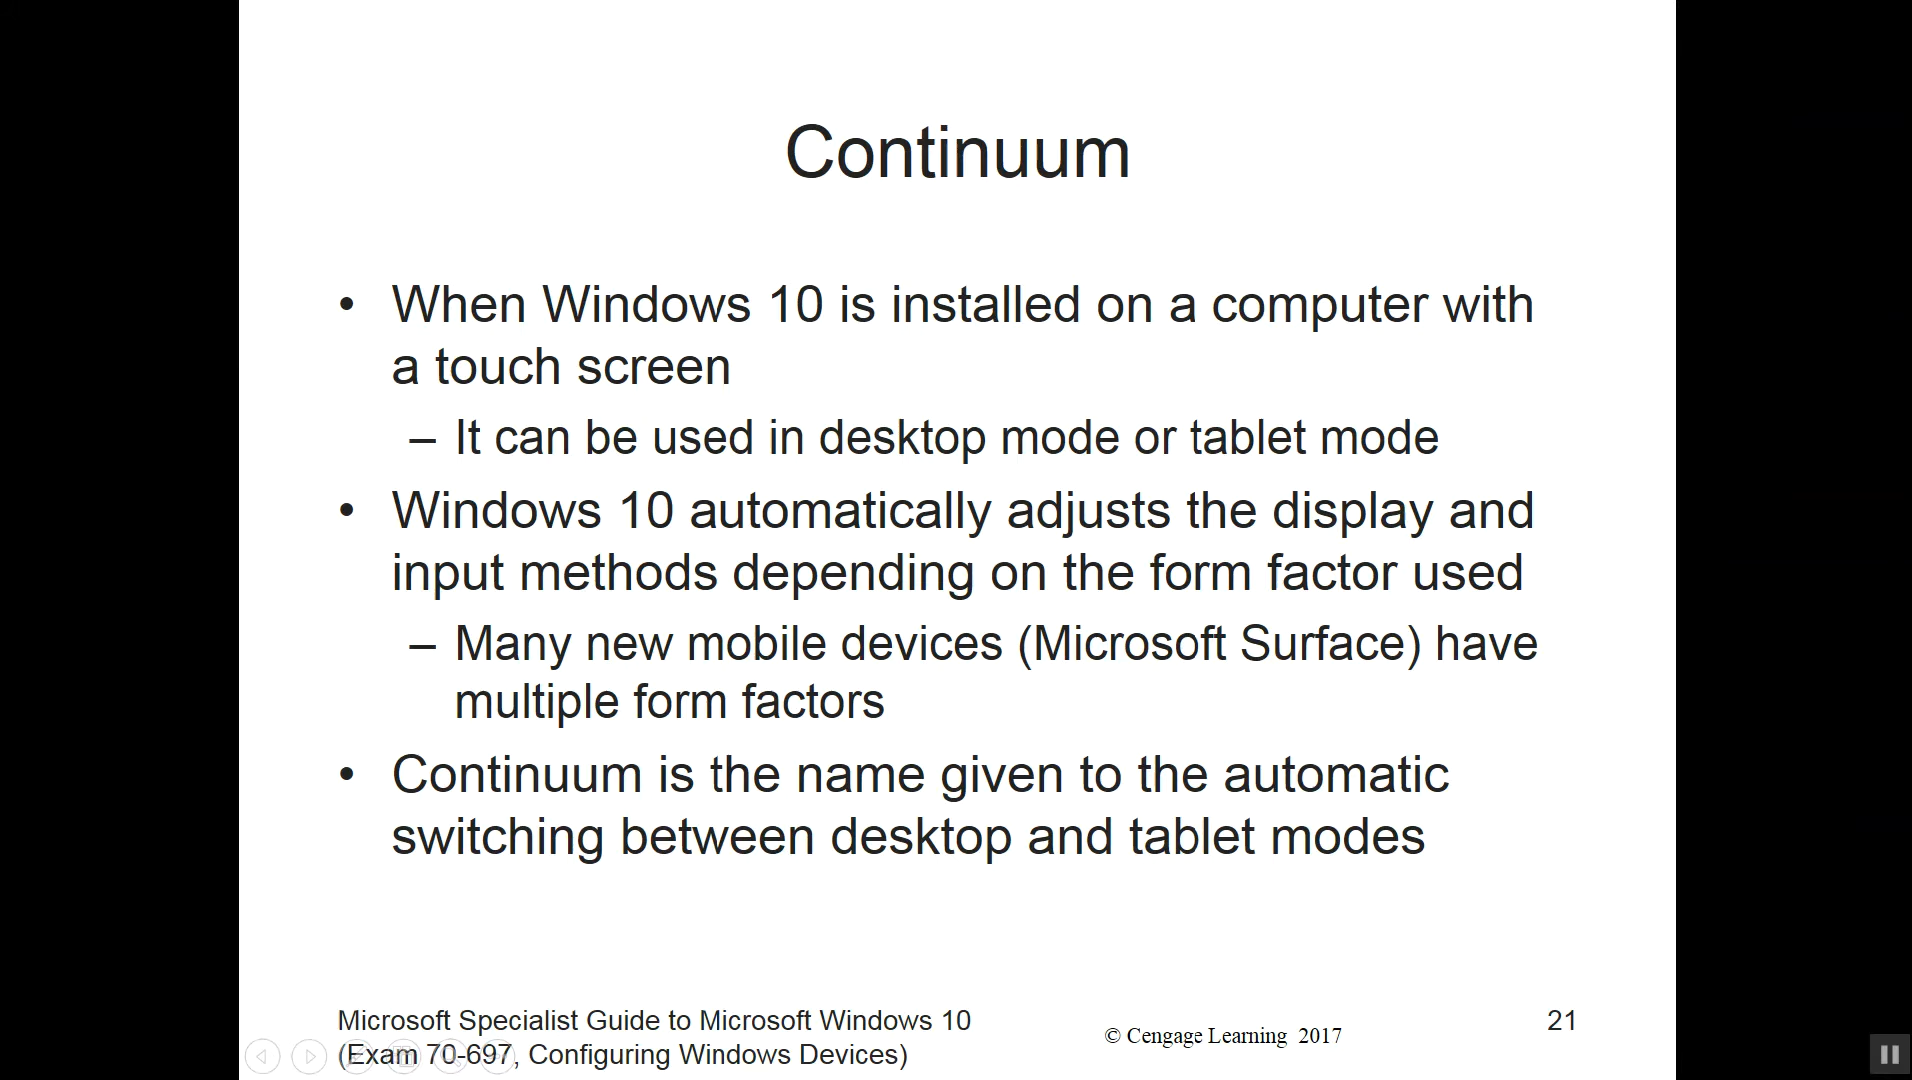 Continuum
• When Windows 10 is installed on a computer with
a touch screen
– It can be used in desktop mode or tablet mode
• Windows 10 automatically adjusts the display and
input methods depending on the form factor used
– Many new mobile devices (Microsoft Surface) have
multiple form factors
• Continuum is the name given to the automatic
switching between desktop and tablet modes
Microsoft Specialist Guide to Microsoft Windows 10
(Exam 70-697, Configuring Windows Devices)
© Cengage Learning 2017
21